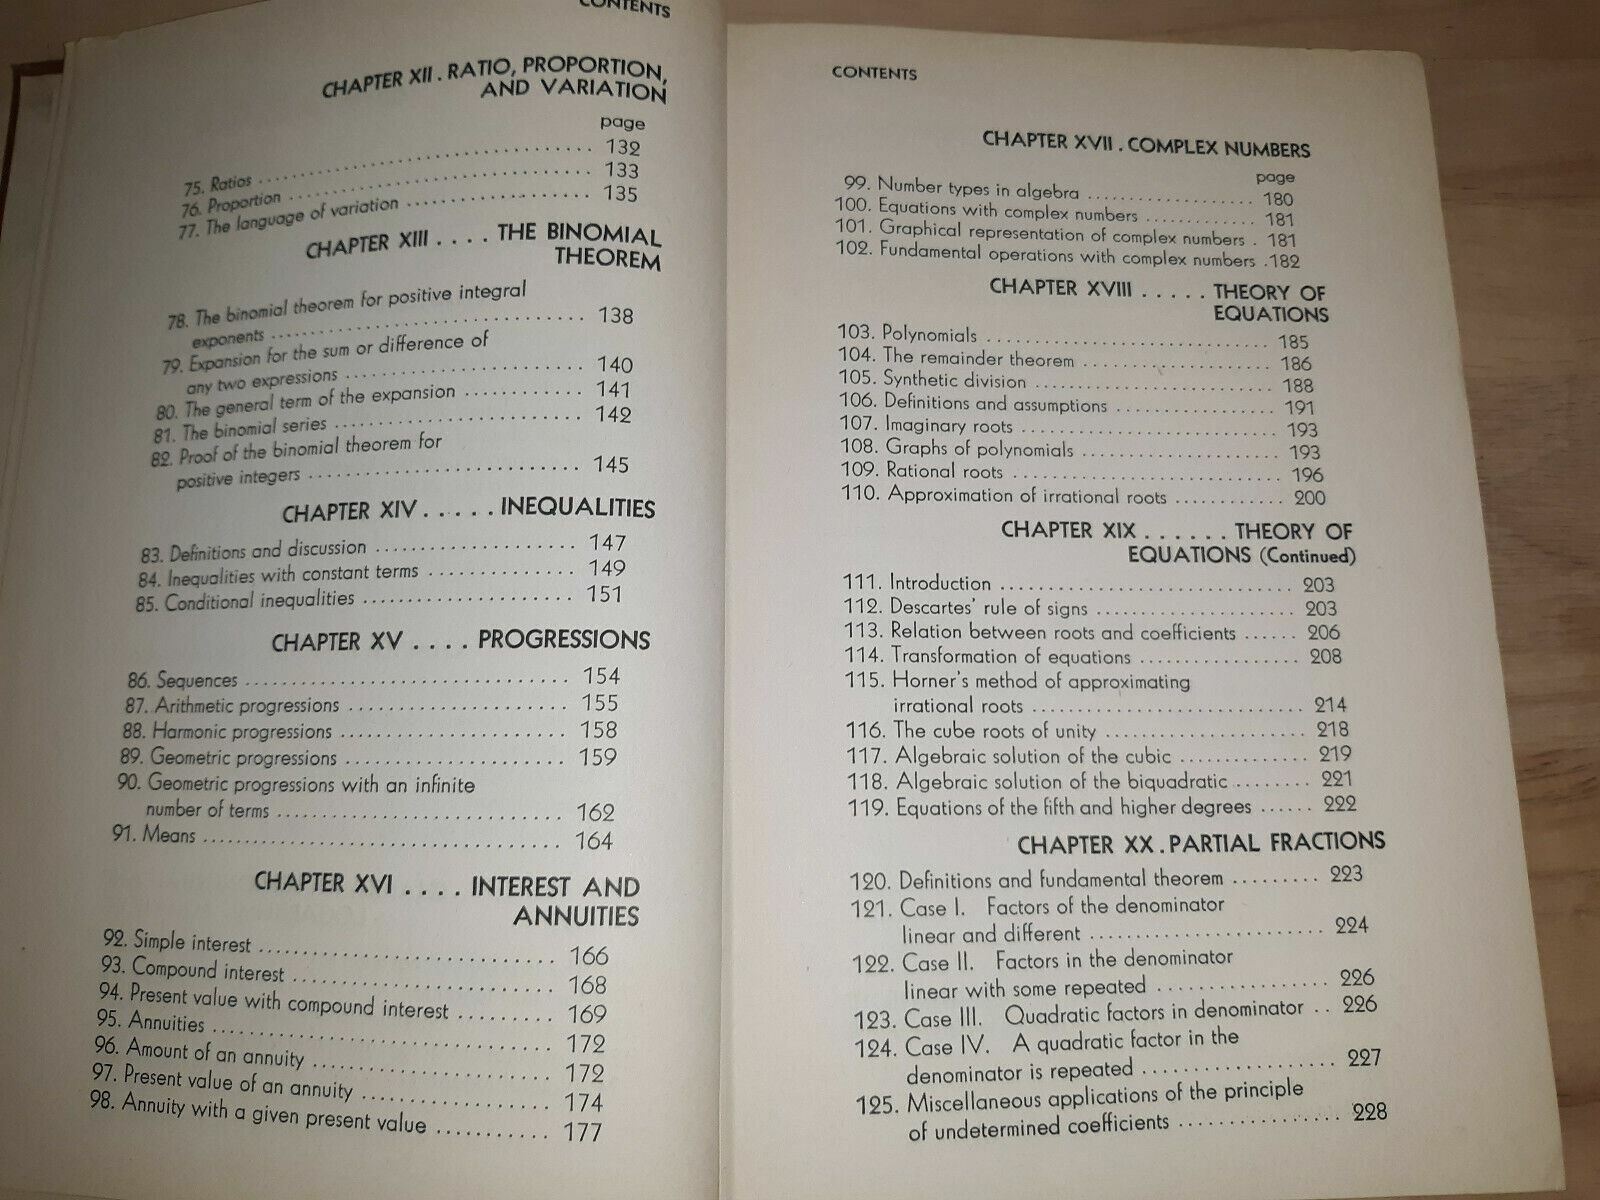 CONTENTS
CHAPTER XII . RATIO, PROPORTION,
AND VARIATION
page
75. Ratios ............................ 132
76. Proportion ............................ 133
77. The language of variation ............... 135
CHAPTER XIII .... THE BINOMIAL
THEOREM
78. The binomial theorem for positive integral
exponents ............................ 138
79. Expansion for the sum or difference of
any two expressions ..................... 140
80. The general term of the expansion .......... 141
81. The binomial series ..................... 142
82. Proof of the binomial theorem for
positive integers ........................ 145
CHAPTER XIV ..... INEQUALITIES
83. Definitions and discussion .................... 147
84. Inequalities with constant terms .............. 149
85. Conditional inequalities .................... 151
CHAPTER XV .... PROGRESSIONS
86. Sequences ............................... 154
87. Arithmetic progressions ..................... 155
88. Harmonic progressions ...................... 158
89. Geometric progressions ..................... 159
90. Geometric progressions with an infinite
number of terms ........................... 162
91. Means .................................. 164
CHAPTER XVI .... INTEREST AND
ANNUITIES
92. Simple interest ............................ 166
93. Compound interest ......................... 168
94. Present value with compound interest ......... 169
95. Annuities ................................ 172
96. Amount of an annuity ...................... 172
97. Present value of an annuity .................. 174
98. Annuity with a given present value ........... 177
CONTENTS
CHAPTER XVII . COMPLEX NUMBERS
page
99. Number types in algebra ................. 180
100. Equations with complex numbers ............ 181
101. Graphical representation of complex numbers . 181
102. Fundamental operations with complex numbers . 182
CHAPTER XVIII ..... THEORY OF
EQUATIONS
103. Polynomials ............................ 185
104. The remainder theorem ................... 186
105. Synthetic division ....................... 188
106. Definitions and assumptions ................ 191
107. Imaginary roots .......................... 193
108. Graphs of polynomials .................... 193
109. Rational roots ........................... 196
110. Approximation of irrational roots ............ 200
CHAPTER XIX ...... THEORY OF
EQUATIONS (Continued)
111. Introduction ............................. 203
112. Descartes' rule of signs .................... 203
113. Relation between roots and coefficients ...... 206
114. Transformation of equations ................ 208
115. Horner's method of approximating
irrational roots .......................... 214
116. The cube roots of unity .................... 218
117. Algebraic solution of the cubic .............. 219
118. Algebraic solution of the biquadratic ........ 221
119. Equations of the fifth and higher degrees ...... 222
CHAPTER XX . PARTIAL FRACTIONS
120. Definitions and fundamental theorem ......... 223
121. Case I. Factors of the denominator
linear and different ....................... 224
122. Case II. Factors in the denominator
linear with some repeated ................. 226
123. Case III. Quadratic factors in denominator .. 226
124. Case IV. A quadratic factor in the
denominator is repeated ................... 227
125. Miscellaneous applications of the principle
of undetermined coefficients ................ 228